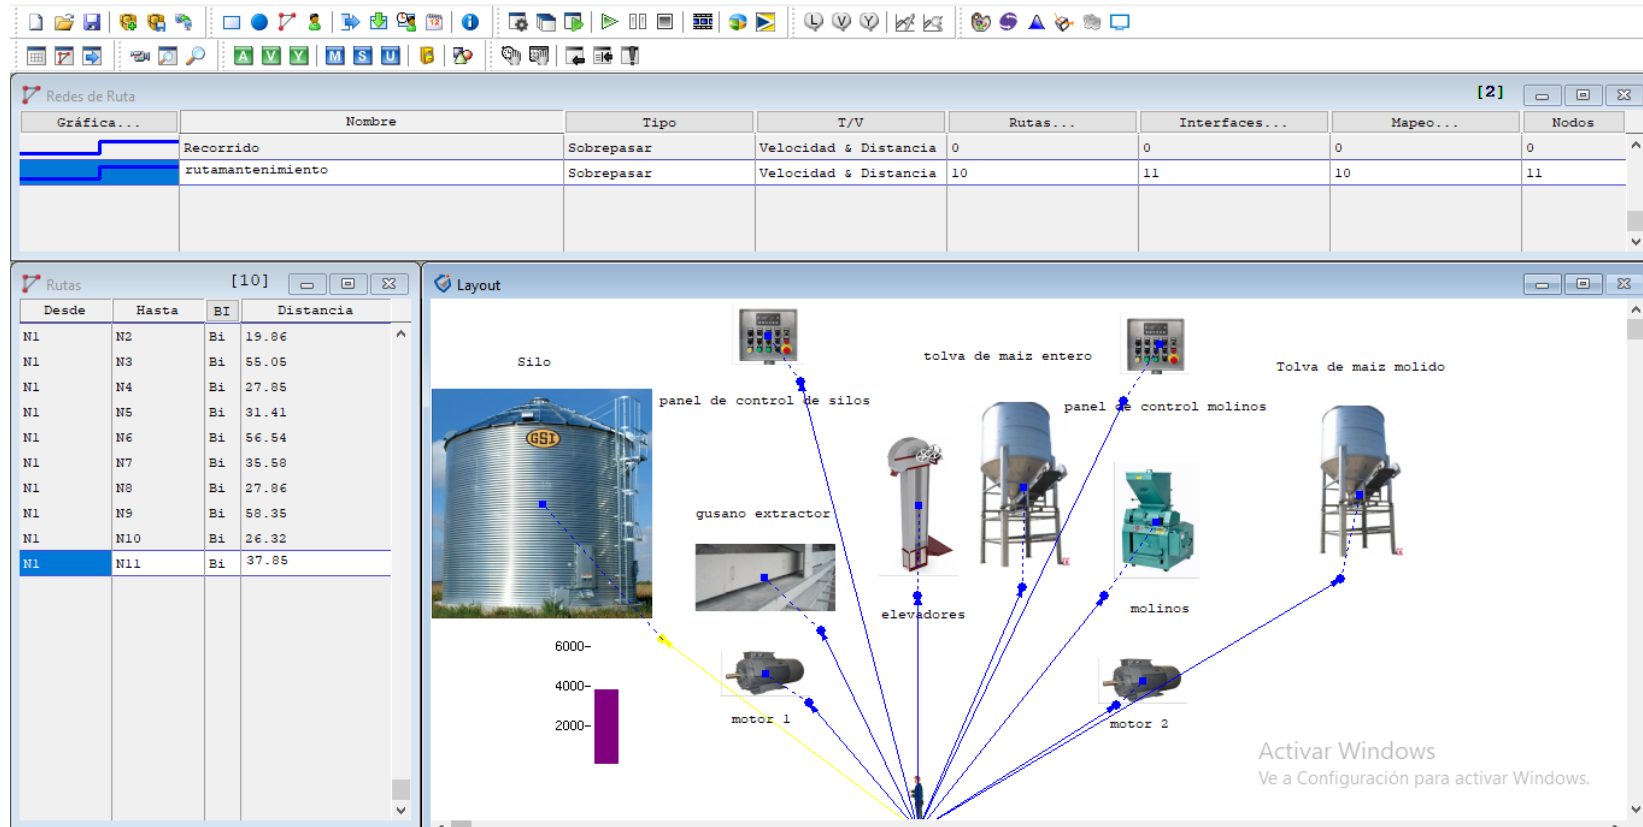 Redes de Ruta [2]
Gráfica... Nombre Tipo T/V Rutas... Interfaces... Mapeo... Nodos
Recorrido Sobrepasar Velocidad & Distancia 0 0 0 0
rutamantenimiento Sobrepasar Velocidad & Distancia 10 11 10 11
Rutas [10]
Desde Hasta BI Distancia
N1 N2 Bi 19.86
N1 N3 Bi 55.05
N1 N4 Bi 27.85
N1 N5 Bi 31.41
N1 N6 Bi 56.54
N1 N7 Bi 35.58
N1 N8 Bi 27.86
N1 N9 Bi 58.35
N1 N10 Bi 26.32
N1 N11 Bi 37.85
Layout
Silo
tolva de maiz entero
Tolva de maiz molido
panel de control de silos
panel de control molinos
GSI
gusano extractor
elevadores
molinos
6000-
4000-
2000-
motor 1
motor 2
Activar Windows
Ve a Configuración para activar Windows.
A V Y M S U
L V Y